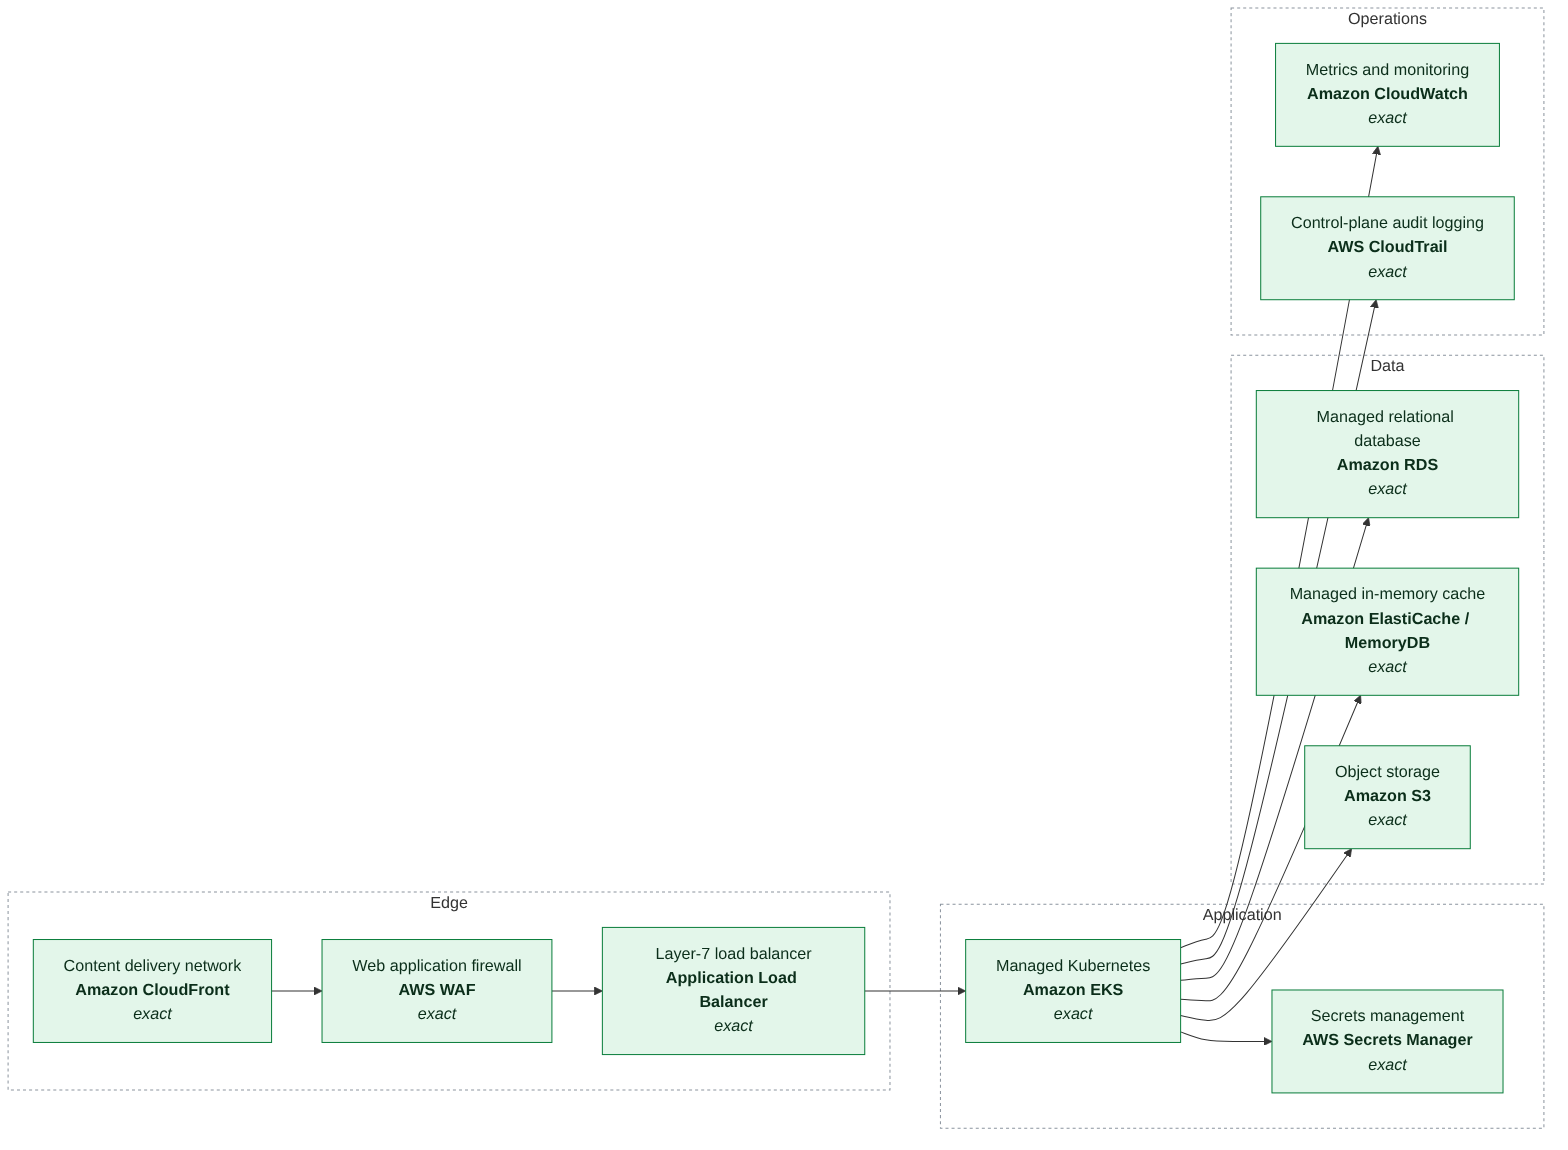 Operations
Metrics and monitoring
Amazon CloudWatch
exact
Control-plane audit logging
AWS CloudTrail
exact
Data
Managed relational
database
Amazon RDS
exact
Managed in-memory cache
Amazon ElastiCache /
MemoryDB
exact
Object storage
Amazon S3
exact
Edge
Content delivery network
Amazon CloudFront
exact
Web application firewall
AWS WAF
exact
Layer-7 load balancer
Application Load
Balancer
exact
Application
Managed Kubernetes
Amazon EKS
exact
Secrets management
AWS Secrets Manager
exact